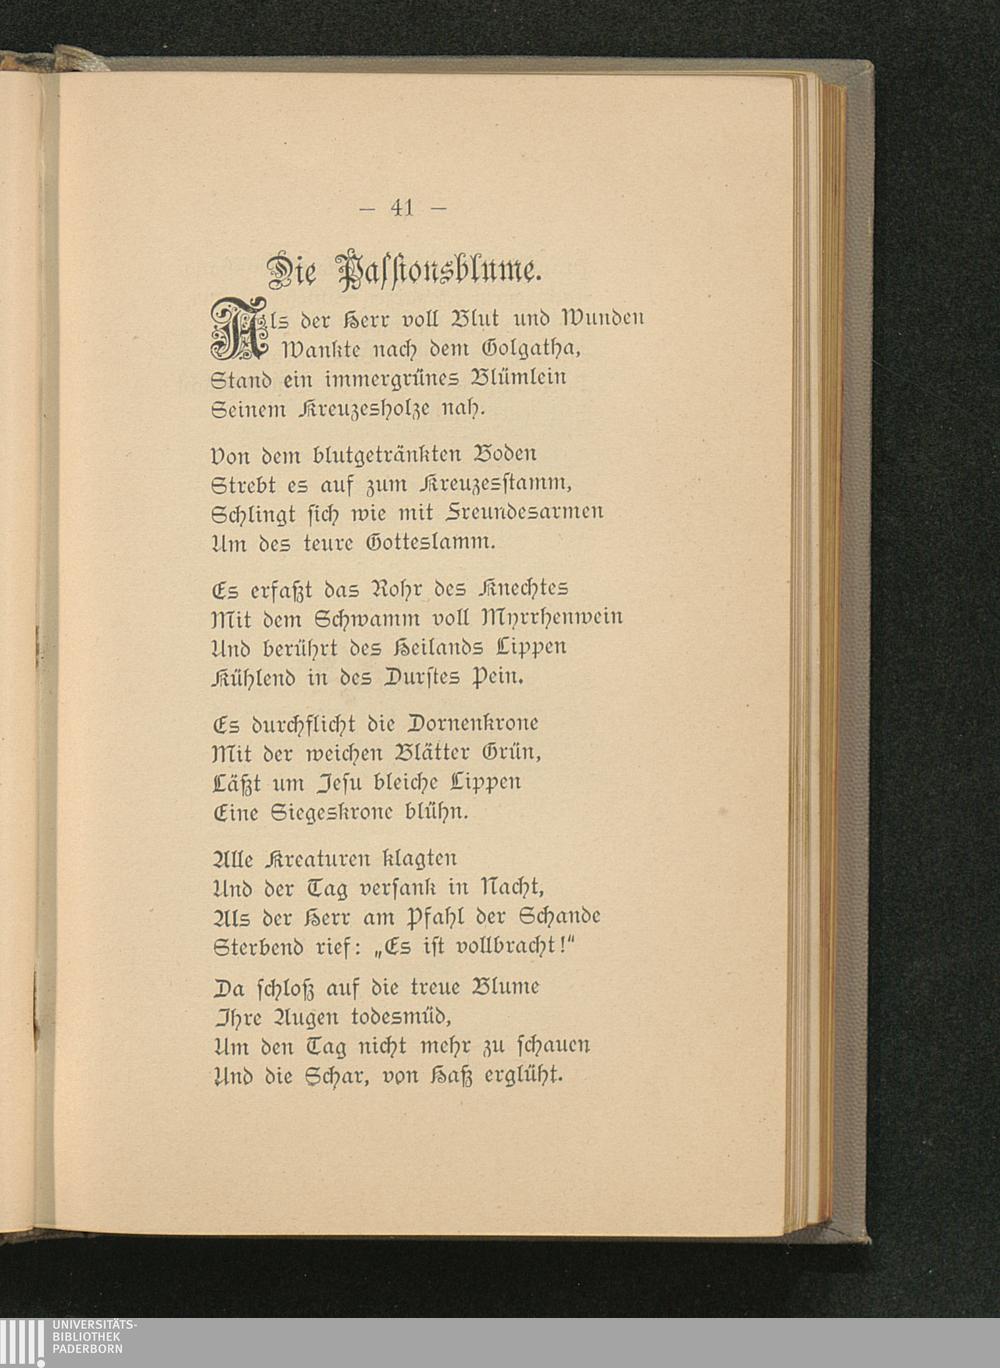 — 41 —
Die Passionsblume.
Als der Herr voll Blut und Wunden
Wankte nach dem Golgatha,
Stand ein immergrünes Blümlein
Seinem Kreuzesholze nah.
Von dem blutgetränkten Boden
Strebt es auf zum Kreuzesstamm,
Schlingt sich wie mit Freundesarmen
Um des teure Gotteslamm.
Es erfaßt das Rohr des Knechtes
Mit dem Schwamm voll Myrrhenwein
Und berührt des Heilands Lippen
Kühlend in des Durstes Pein.
Es durchflicht die Dornenkrone
Mit der weichen Blätter Grün,
Läßt um Jesu bleiche Lippen
Eine Siegeskrone blühn.
Alle Kreaturen klagten
Und der Tag versank in Nacht,
Als der Herr am Pfahl der Schande
Sterbend rief: „Es ist vollbracht!“
Da schloß auf die treue Blume
Ihre Augen todesmüd,
Um den Tag nicht mehr zu schauen
Und die Schar, von Haß erglüht.
UNIVERSITÄTS-
BIBLIOTHEK
PADERBORN